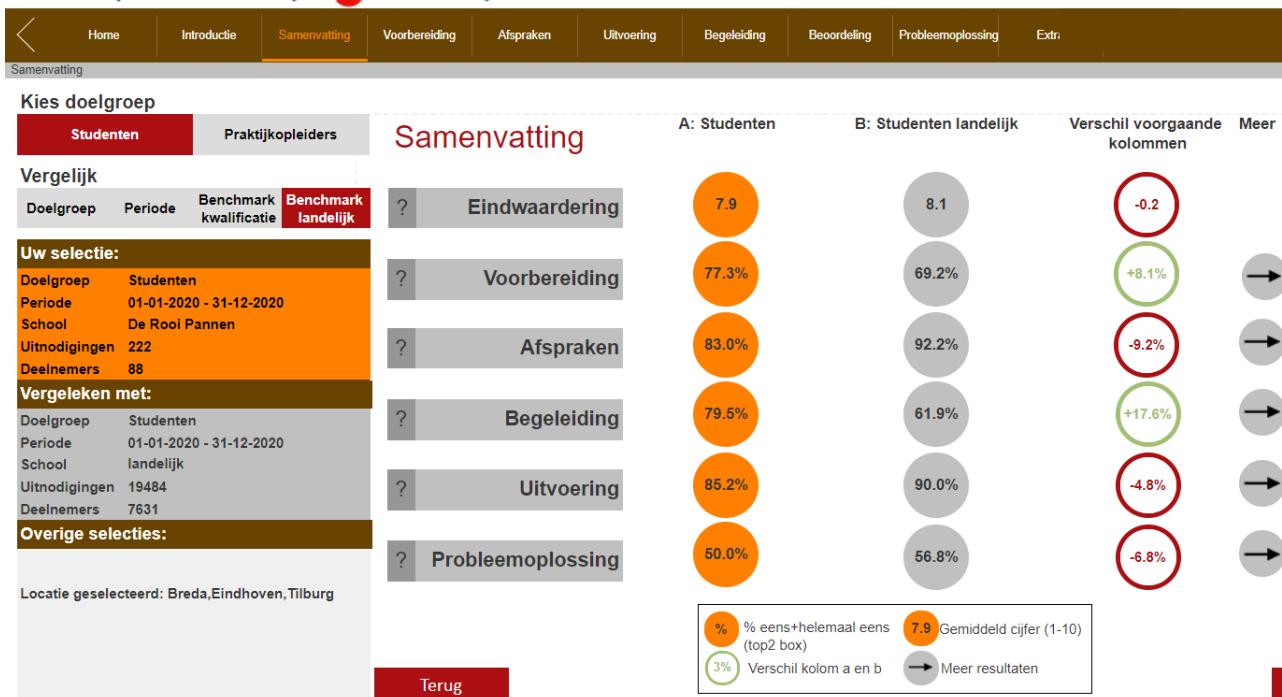 Home Introductie Samenvatting Voorbereiding Afspraken Uitvoering Begeleiding Beoordeling Probleemoplossing Extra
Samenvatting
Kies doelgroep
Studenten Praktijkopleiders
Vergelijk
Doelgroep Periode Benchmark kwalificatie Benchmark landelijk
Uw selectie:
Doelgroep Studenten
Periode 01-01-2020 - 31-12-2020
School De Rooi Pannen
Uitnodigingen 222
Deelnemers 88
Vergeleken met:
Doelgroep Studenten
Periode 01-01-2020 - 31-12-2020
School landelijk
Uitnodigingen 19484
Deelnemers 7631
Overige selecties:
Locatie geselecteerd: Breda,Eindhoven,Tilburg
Samenvatting
A: Studenten B: Studenten landelijk Verschil voorgaande kolommen Meer
? Eindwaardering 7.9 8.1 -0.2
? Voorbereiding 77.3% 69.2% +8.1%
? Afspraken 83.0% 92.2% -9.2%
? Begeleiding 79.5% 61.9% +17.6%
? Uitvoering 85.2% 90.0% -4.8%
? Probleemoplossing 50.0% 56.8% -6.8%
% % eens+helemaal eens (top2 box)
7.9 Gemiddeld cijfer (1-10)
3% Verschil kolom a en b
Meer resultaten
Terug